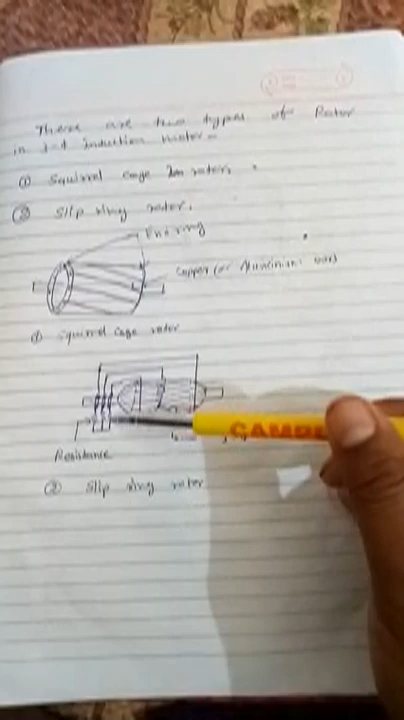 There are two types of Rotor
in 3-ϕ induction motor.
① Squirrel cage rotor.
② Slip ring rotor.
End ring
Copper (or Aluminium) bars
① Squirrel cage rotor
CAMEL
Resistance
② Slip ring rotor